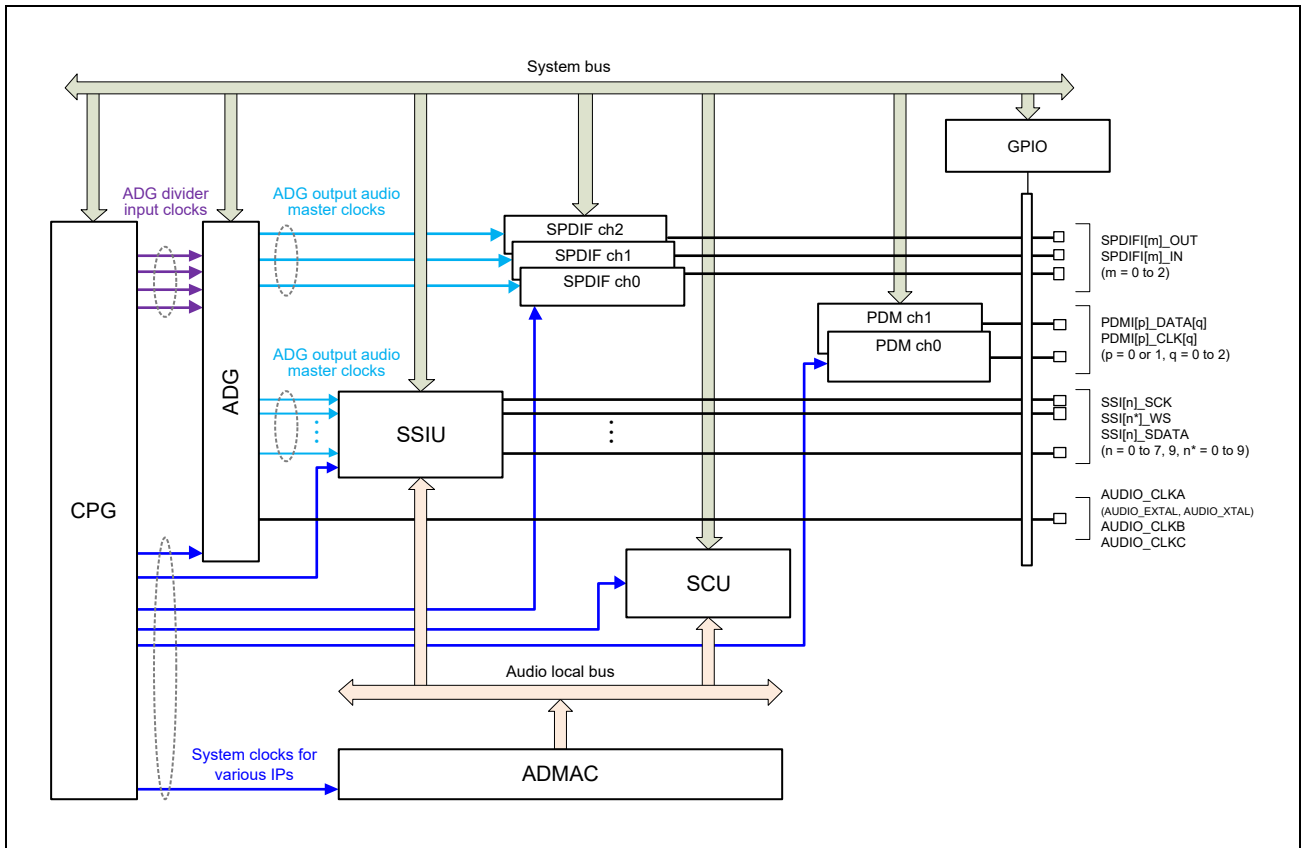 System bus
GPIO
ADG divider
input clocks
ADG output audio
master clocks
SPDIF ch2
SPDIF ch1
SPDIF ch0
SPDIFI[m]_OUT
SPDIFI[m]_IN
(m = 0 to 2)
PDM ch1
PDM ch0
PDMI[p]_DATA[q]
PDMI[p]_CLK[q]
(p = 0 or 1, q = 0 to 2)
ADG output audio
master clocks
ADG
SSIU
SSI[n]_SCK
SSI[n*]_WS
SSI[n]_SDATA
(n = 0 to 7, 9, n* = 0 to 9)
CPG
AUDIO_CLKA
(AUDIO_EXTAL, AUDIO_XTAL)
AUDIO_CLKB
AUDIO_CLKC
SCU
Audio local bus
System clocks for
various IPs
ADMAC